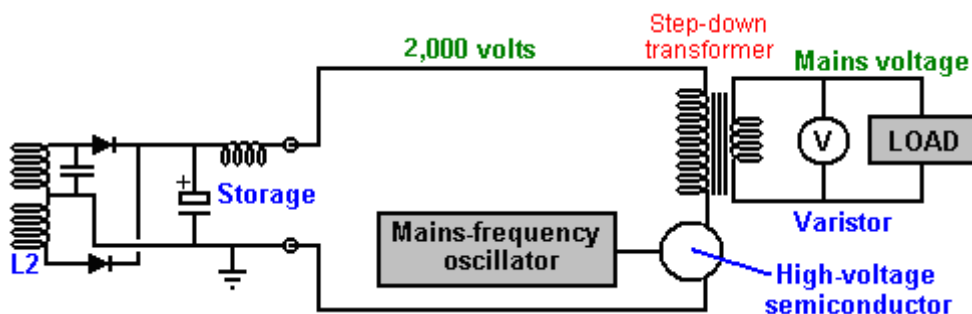 Step-down
transformer
2,000 volts
Mains voltage
V
LOAD
+
Storage
L2
Mains-frequency
oscillator
Varistor
High-voltage
semiconductor